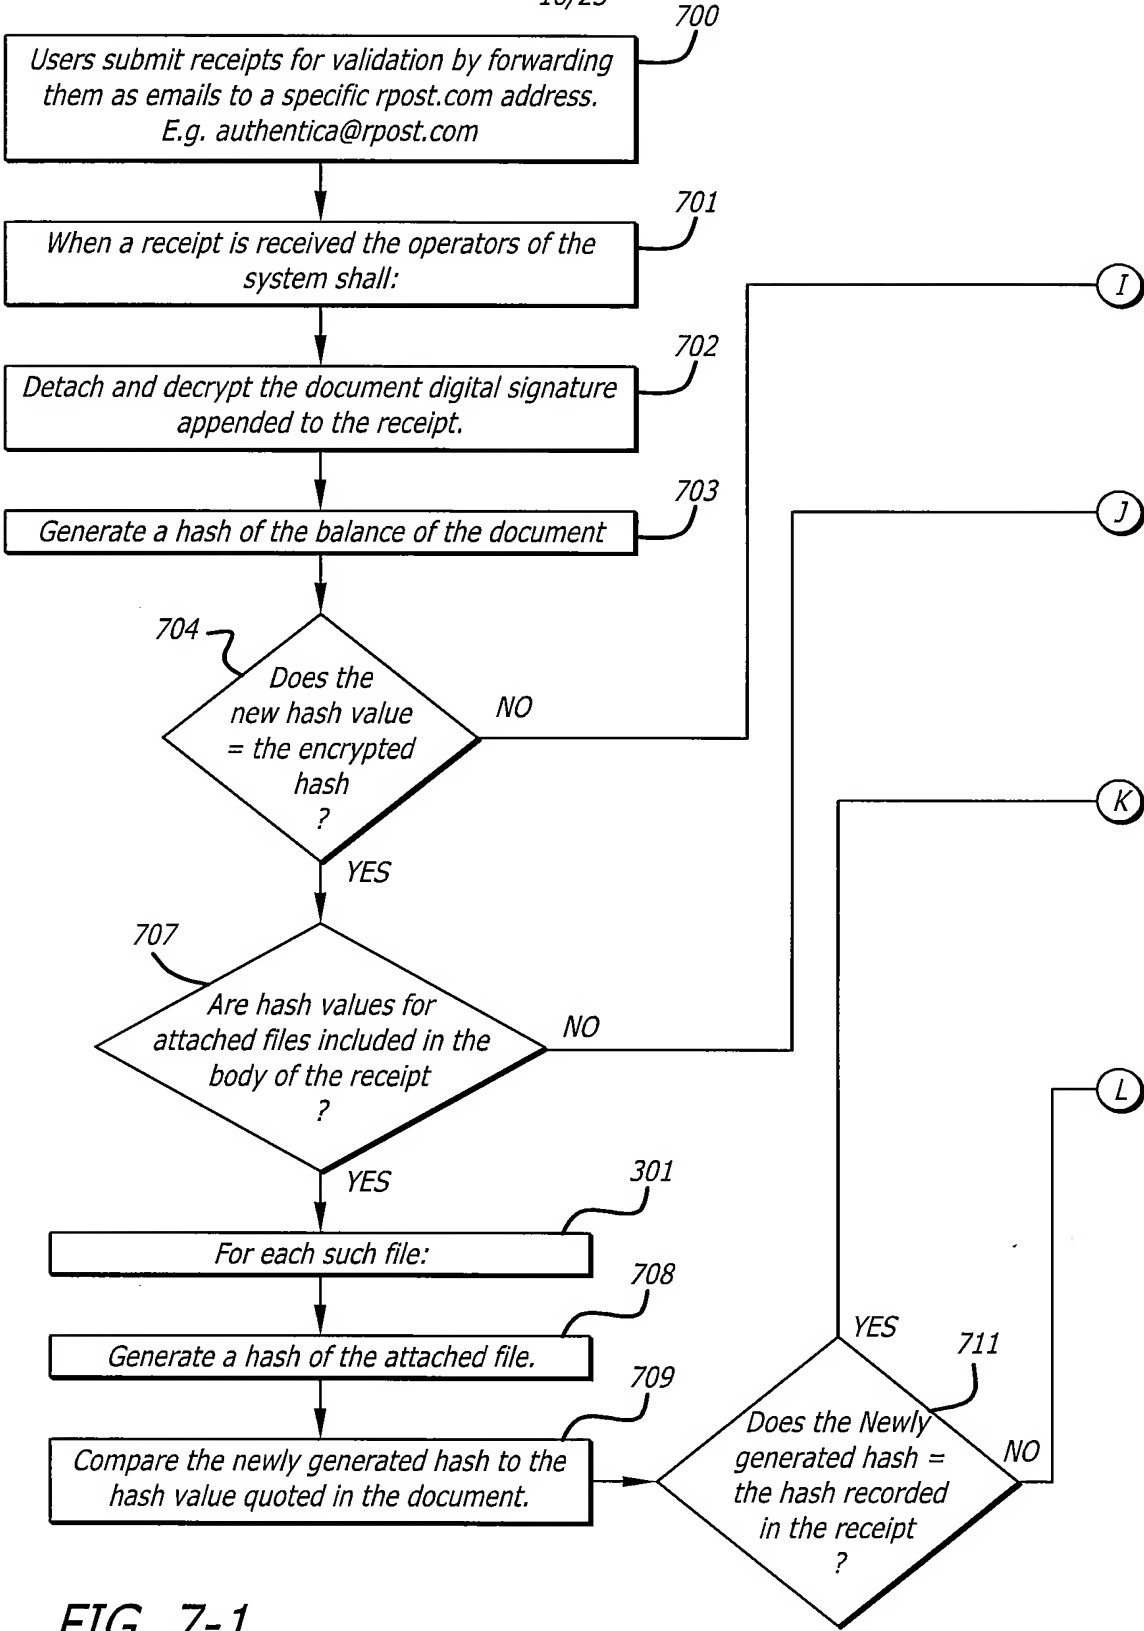 700
Users submit receipts for validation by forwarding
them as emails to a specific rpost.com address.
E.g. authentica@rpost.com
701
When a receipt is received the operators of the
system shall:
I
702
Detach and decrypt the document digital signature
appended to the receipt.
703
Generate a hash of the balance of the document
J
704
Does the
new hash value
= the encrypted
hash
?
NO
YES
K
707
Are hash values for
attached files included in the
body of the receipt
?
NO
YES
L
301
For each such file:
708
Generate a hash of the attached file.
709
Compare the newly generated hash to the
hash value quoted in the document.
YES
711
Does the Newly
generated hash =
the hash recorded
in the receipt
?
NO
FIG. 7-1